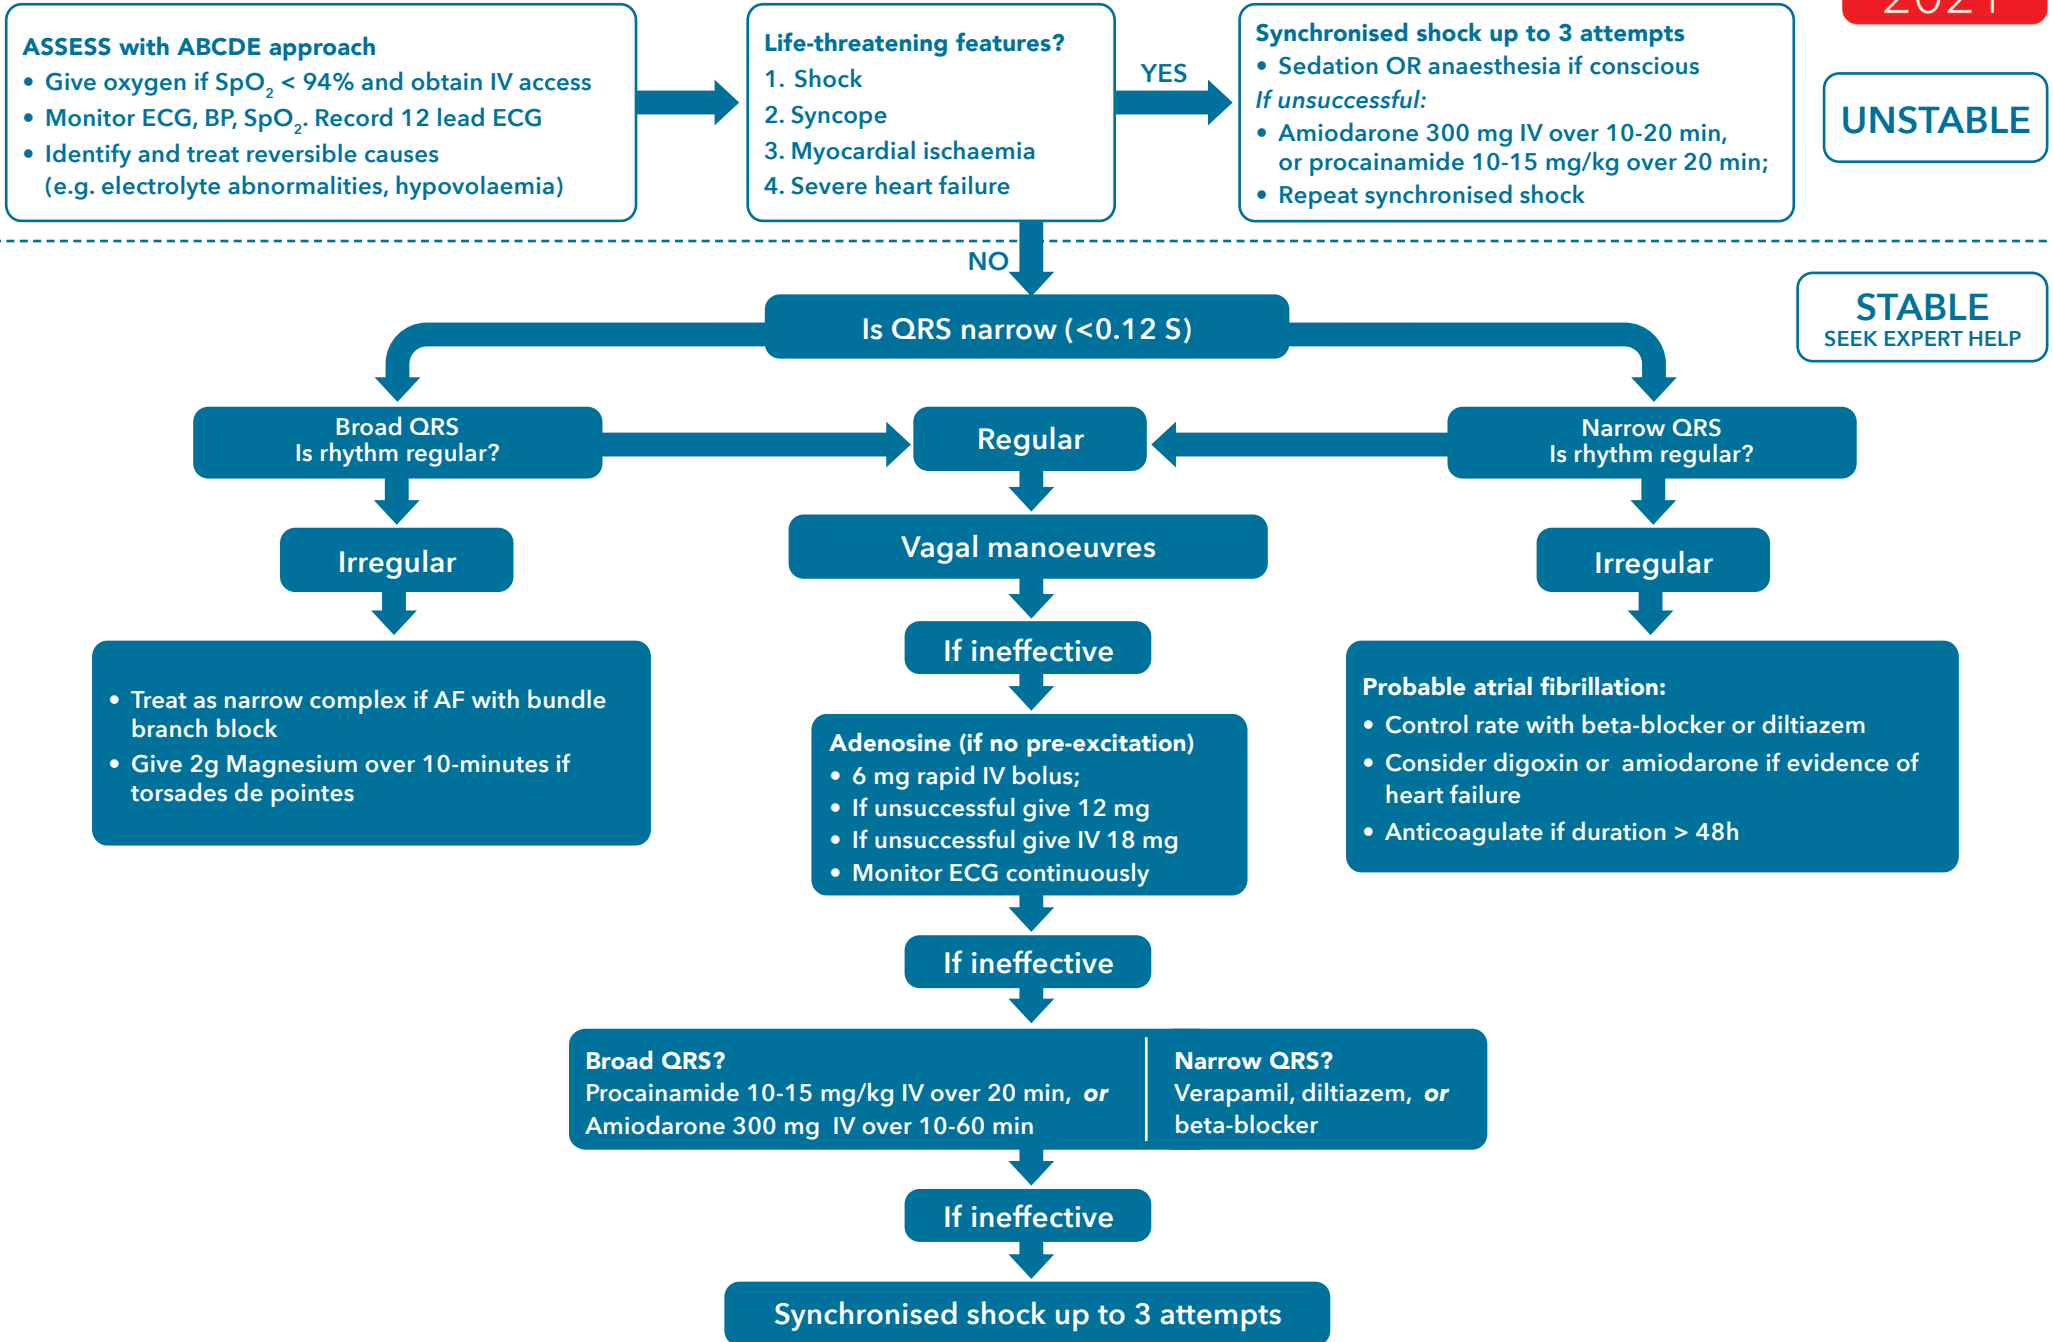 2021
ASSESS with ABCDE approach
• Give oxygen if SpO₂ < 94% and obtain IV access
• Monitor ECG, BP, SpO₂. Record 12 lead ECG
• Identify and treat reversible causes
(e.g. electrolyte abnormalities, hypovolaemia)
Life-threatening features?
1. Shock
2. Syncope
3. Myocardial ischaemia
4. Severe heart failure
YES
Synchronised shock up to 3 attempts
• Sedation OR anaesthesia if conscious
If unsuccessful:
• Amiodarone 300 mg IV over 10-20 min,
or procainamide 10-15 mg/kg over 20 min;
• Repeat synchronised shock
UNSTABLE
NO
STABLE
SEEK EXPERT HELP
Is QRS narrow (<0.12 S)
Broad QRS
Is rhythm regular?
Regular
Narrow QRS
Is rhythm regular?
Irregular
Vagal manoeuvres
Irregular
If ineffective
• Treat as narrow complex if AF with bundle
branch block
• Give 2g Magnesium over 10-minutes if
torsades de pointes
Adenosine (if no pre-excitation)
• 6 mg rapid IV bolus;
• If unsuccessful give 12 mg
• If unsuccessful give IV 18 mg
• Monitor ECG continuously
Probable atrial fibrillation:
• Control rate with beta-blocker or diltiazem
• Consider digoxin or amiodarone if evidence of
heart failure
• Anticoagulate if duration > 48h
If ineffective
Broad QRS?
Procainamide 10-15 mg/kg IV over 20 min, or
Amiodarone 300 mg IV over 10-60 min
Narrow QRS?
Verapamil, diltiazem, or
beta-blocker
If ineffective
Synchronised shock up to 3 attempts